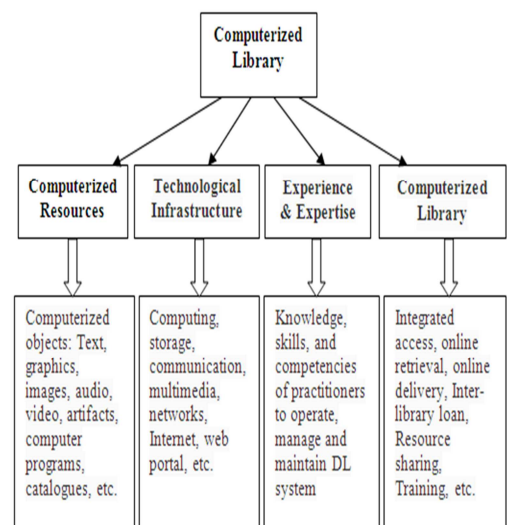 Computerized
Library
Computerized
Resources
Technological
Infrastructure
Experience
& Expertise
Computerized
Library
Computerized
objects: Text,
graphics,
images, audio,
video, artifacts,
computer
programs,
catalogues, etc.
Computing,
storage,
communication,
multimedia,
networks,
Internet, web
portal, etc.
Knowledge,
skills, and
competencies
of practitioners
to operate,
manage and
maintain DL
system
Integrated
access, online
retrieval, online
delivery, Inter-
library loan,
Resource
sharing,
Training, etc.